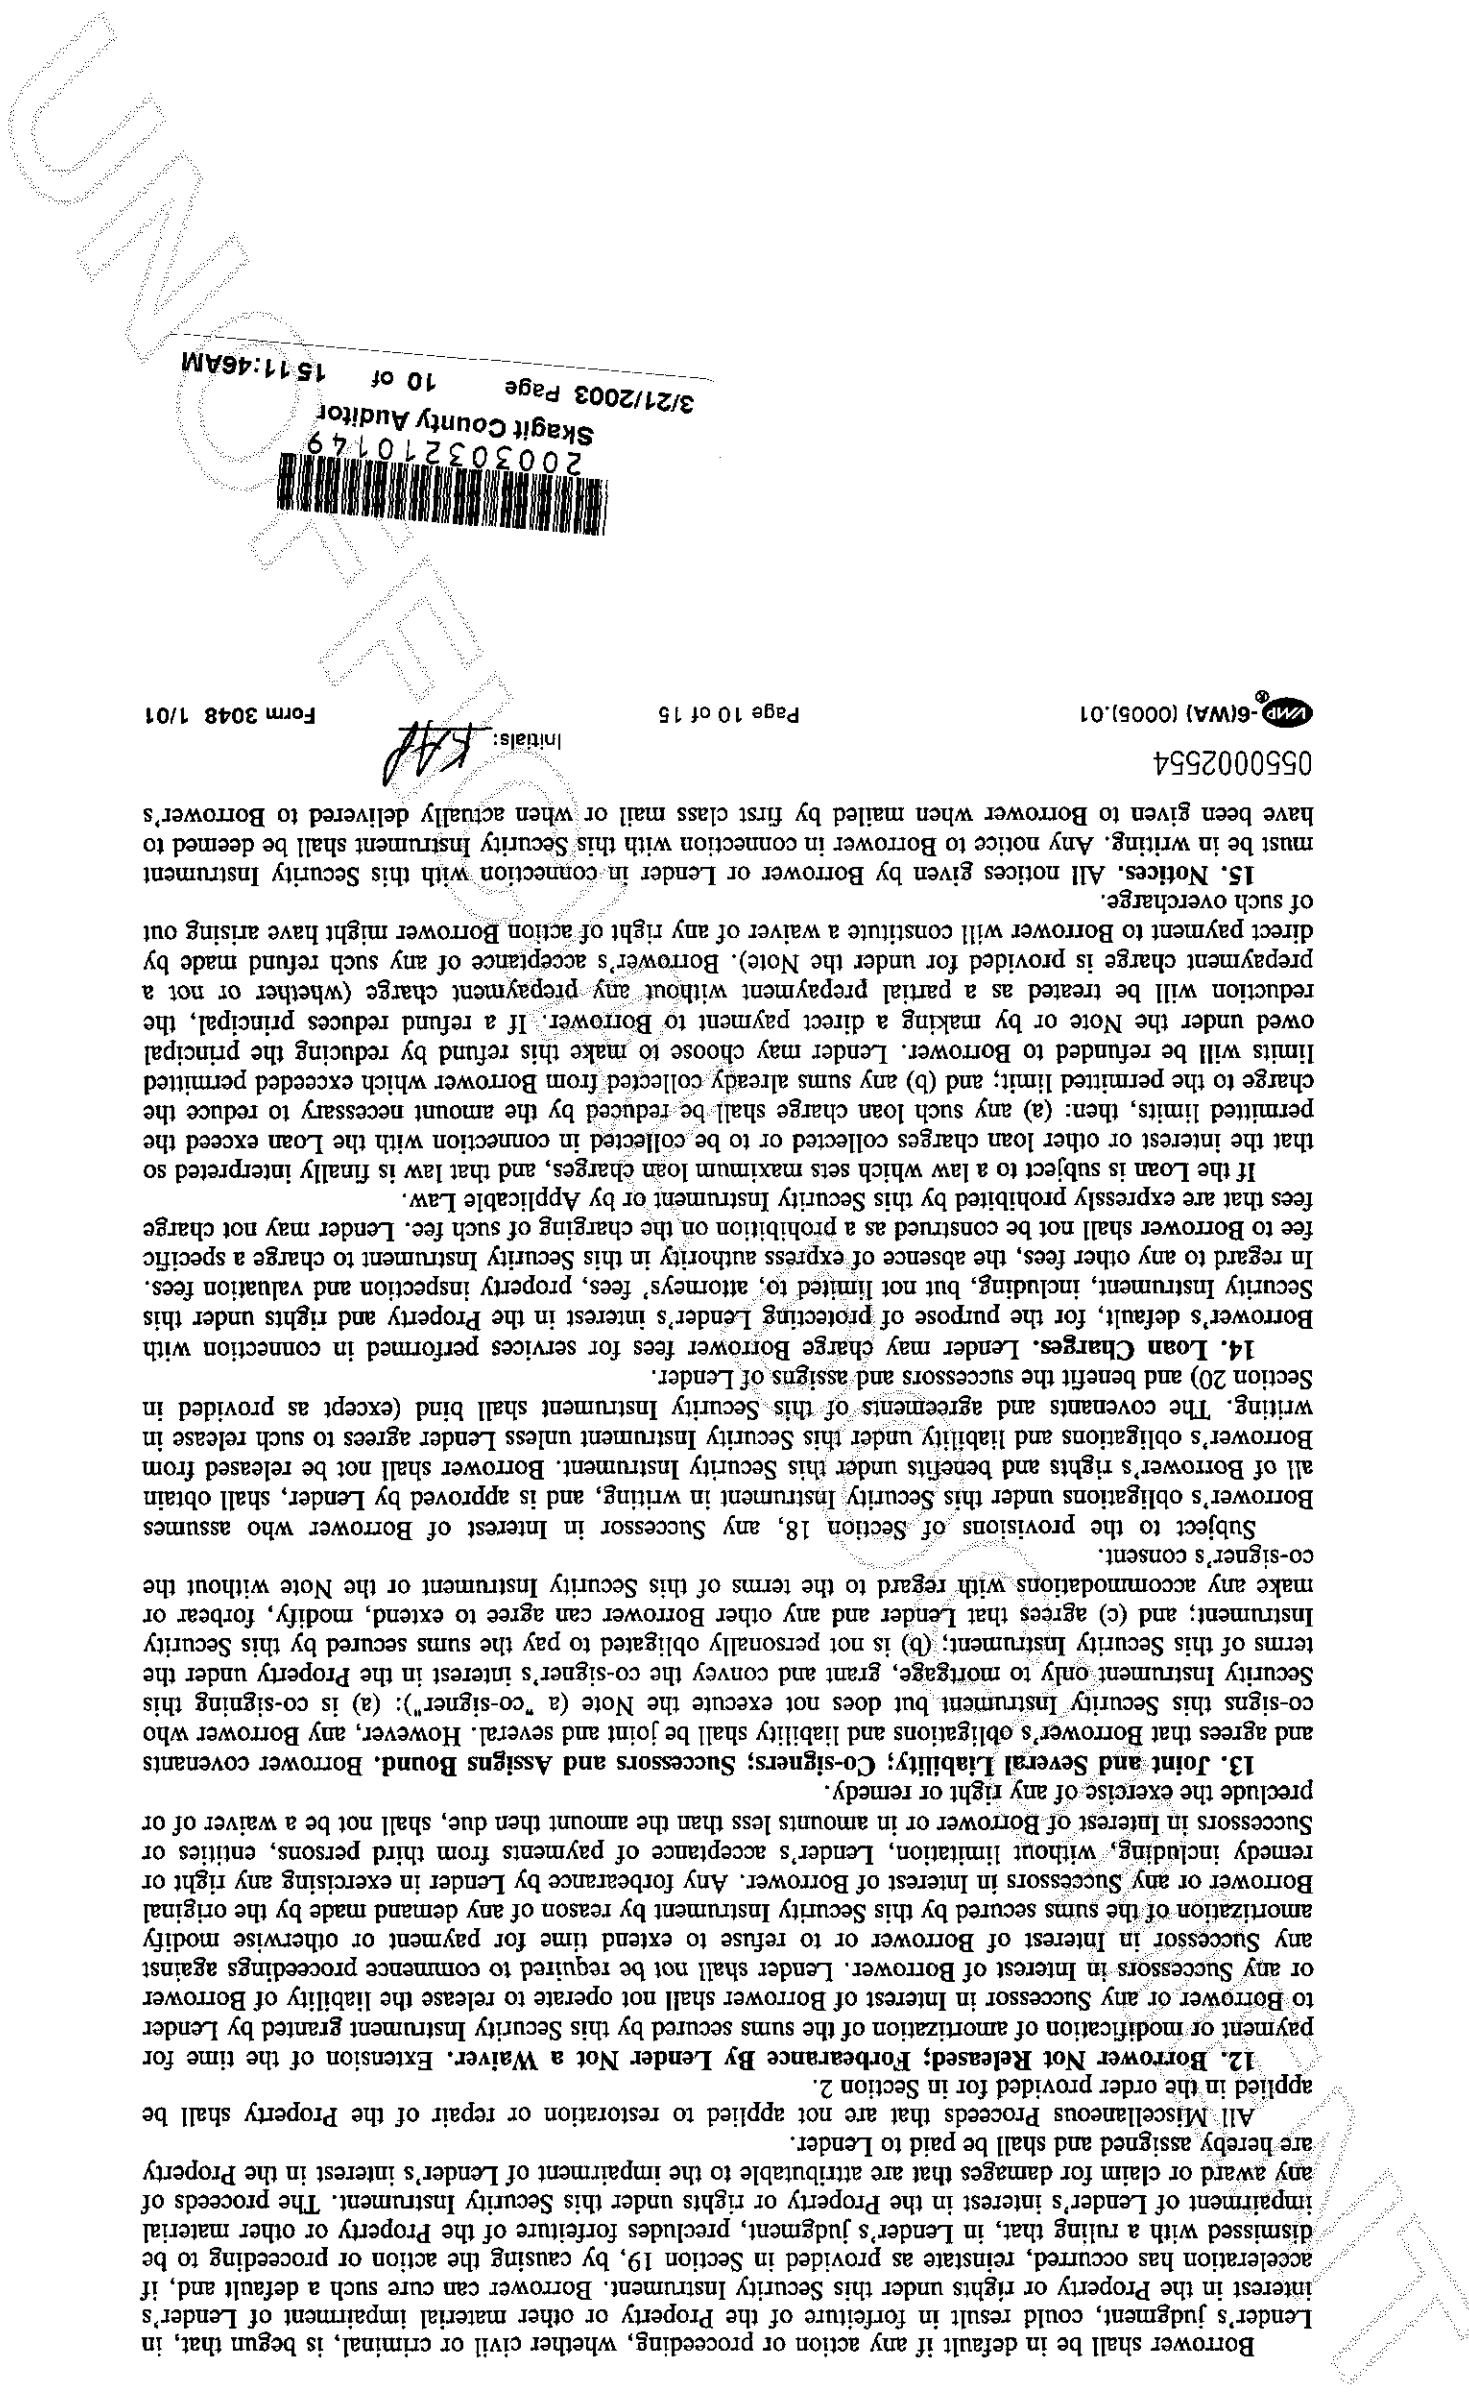 Borrower shall be in default if any action or proceeding, whether civil or criminal, is begun that, in
Lender's judgment, could result in forfeiture of the Property or other material impairment of Lender's
interest in the Property or rights under this Security Instrument. Borrower can cure such a default and, if
acceleration has occurred, reinstate as provided in Section 19, by causing the action or proceeding to be
dismissed with a ruling that, in Lender's judgment, precludes forfeiture of the Property or other material
impairment of Lender's interest in the Property or rights under this Security Instrument. The proceeds of
any award or claim for damages that are attributable to the impairment of Lender's interest in the Property
are hereby assigned and shall be paid to Lender.
All Miscellaneous Proceeds that are not applied to restoration or repair of the Property shall be
applied in the order provided for in Section 2.
12. Borrower Not Released; Forbearance By Lender Not a Waiver. Extension of the time for
payment or modification of amortization of the sums secured by this Security Instrument granted by Lender
to Borrower or any Successor in Interest of Borrower shall not operate to release the liability of Borrower
or any Successors in Interest of Borrower. Lender shall not be required to commence proceedings against
any Successor in Interest of Borrower or to refuse to extend time for payment or otherwise modify
amortization of the sums secured by this Security Instrument by reason of any demand made by the original
Borrower or any Successors in Interest of Borrower. Any forbearance by Lender in exercising any right or
remedy including, without limitation, Lender's acceptance of payments from third persons, entities or
Successors in Interest of Borrower or in amounts less than the amount then due, shall not be a waiver of or
preclude the exercise of any right or remedy.
13. Joint and Several Liability; Co-signers; Successors and Assigns Bound. Borrower covenants
and agrees that Borrower's obligations and liability shall be joint and several. However, any Borrower who
co-signs this Security Instrument but does not execute the Note (a "co-signer"): (a) is co-signing this
Security Instrument only to mortgage, grant and convey the co-signer's interest in the Property under the
terms of this Security Instrument; (b) is not personally obligated to pay the sums secured by this Security
Instrument; and (c) agrees that Lender and any other Borrower can agree to extend, modify, forbear or
make any accommodations with regard to the terms of this Security Instrument or the Note without the
co-signer's consent.
Subject to the provisions of Section 18, any Successor in Interest of Borrower who assumes
Borrower's obligations under this Security Instrument in writing, and is approved by Lender, shall obtain
all of Borrower's rights and benefits under this Security Instrument. Borrower shall not be released from
Borrower's obligations and liability under this Security Instrument unless Lender agrees to such release in
writing. The covenants and agreements of this Security Instrument shall bind (except as provided in
Section 20) and benefit the successors and assigns of Lender.
14. Loan Charges. Lender may charge Borrower fees for services performed in connection with
Borrower's default, for the purpose of protecting Lender's interest in the Property and rights under this
Security Instrument, including, but not limited to, attorneys' fees, property inspection and valuation fees.
In regard to any other fees, the absence of express authority in this Security Instrument to charge a specific
fee to Borrower shall not be construed as a prohibition on the charging of such fee. Lender may not charge
fees that are expressly prohibited by this Security Instrument or by Applicable Law.
If the Loan is subject to a law which sets maximum loan charges, and that law is finally interpreted so
that the interest or other loan charges collected or to be collected in connection with the Loan exceed the
permitted limits, then: (a) any such loan charge shall be reduced by the amount necessary to reduce the
charge to the permitted limit; and (b) any sums already collected from Borrower which exceeded permitted
limits will be refunded to Borrower. Lender may choose to make this refund by reducing the principal
owed under the Note or by making a direct payment to Borrower. If a refund reduces principal, the
reduction will be treated as a partial prepayment without any prepayment charge (whether or not a
prepayment charge is provided for under the Note). Borrower's acceptance of any such refund made by
direct payment to Borrower will constitute a waiver of any right of action Borrower might have arising out
of such overcharge.
15. Notices. All notices given by Borrower or Lender in connection with this Security Instrument
must be in writing. Any notice to Borrower in connection with this Security Instrument shall be deemed to
have been given to Borrower when mailed by first class mail or when actually delivered to Borrower's
0550002554
Initials: KAP
VMP®-6(WA) (0005).01 Page 10 of 15 Form 3048 1/01
200303210149
Skagit County Auditor
3/21/2003 Page 10 of 15 11:46AM
UNOFFICIAL DOCUMENT